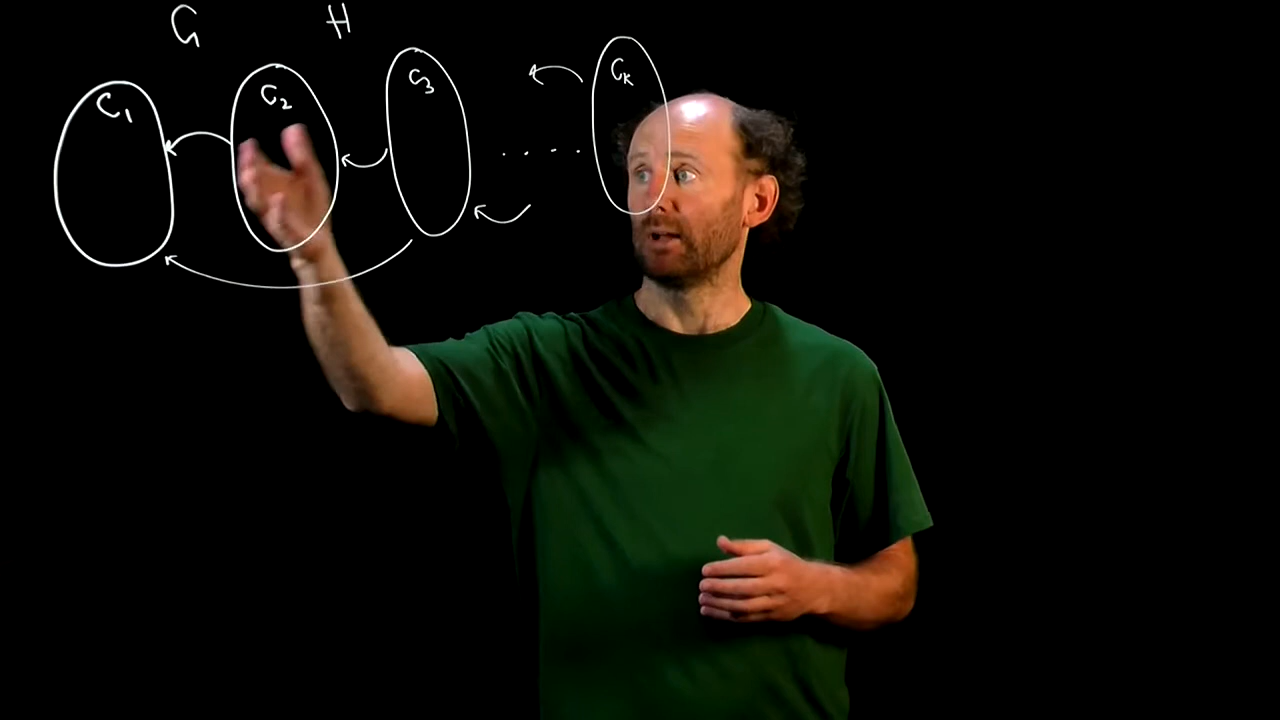 G H
C₁ C₂ C₃ .... Cₖ